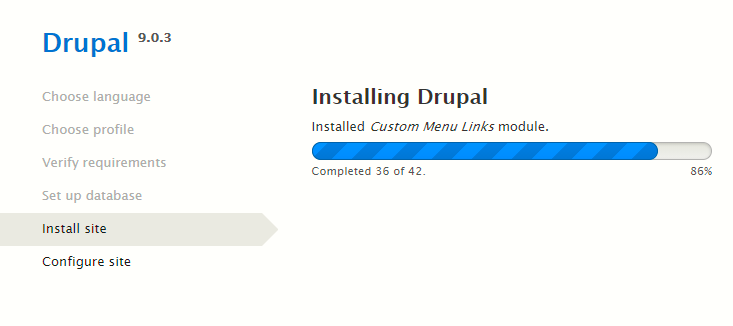 Drupal 9.0.3
Choose language
Choose profile
Verify requirements
Set up database
Install site
Configure site
Installing Drupal
Installed Custom Menu Links module.
Completed 36 of 42. 86%